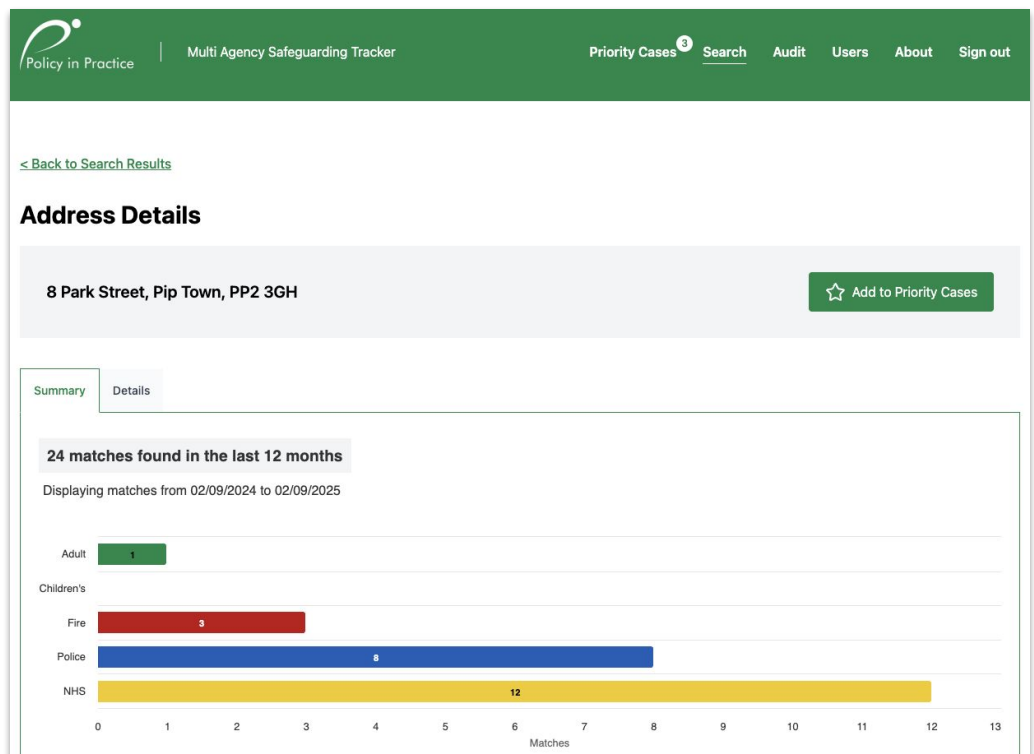 Policy in Practice
Multi Agency Safeguarding Tracker
Priority Cases 3 Search Audit Users About Sign out
< Back to Search Results
Address Details
8 Park Street, Pip Town, PP2 3GH
Add to Priority Cases
Summary Details
24 matches found in the last 12 months
Displaying matches from 02/09/2024 to 02/09/2025
Adult 1
Children's
Fire 3
Police 8
NHS 12
0 1 2 3 4 5 6 7 8 9 10 11 12 13
Matches